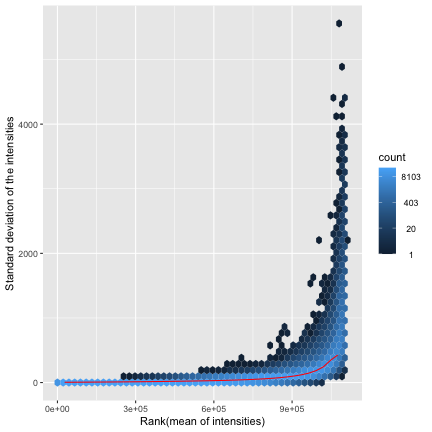 Standard deviation of the intensities
4000
2000
0
0e+00 3e+05 6e+05 9e+05
Rank(mean of intensities)
count
8103
403
20
1